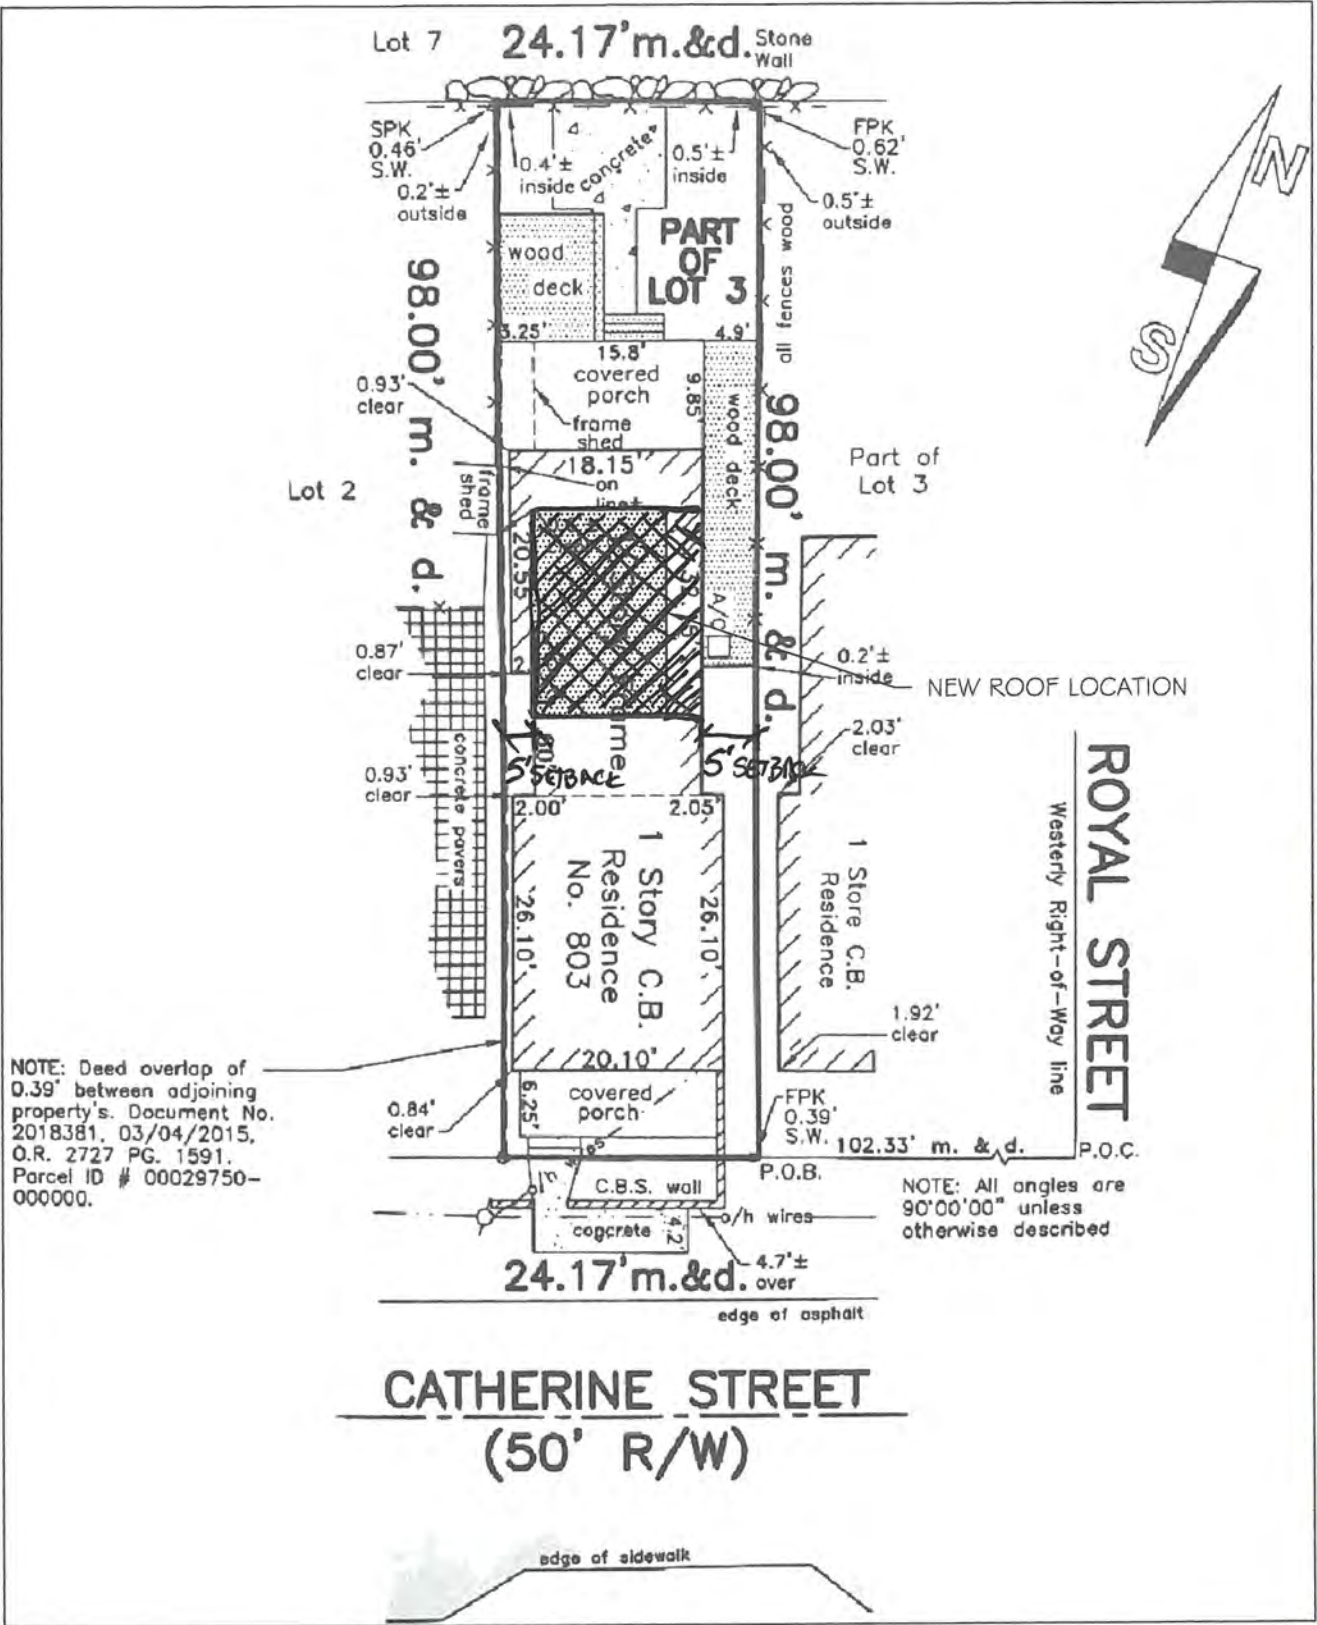 Lot 7
24.17'm.&d.
Stone
Wall
SPK
0.46'
S.W.
0.2'±
outside
0.4'±
inside
concrete
0.5'±
inside
FPK
0.62'
S.W.
0.5'±
outside
N
S
wood
deck
PART
OF
LOT 3
all fences wood
98.00' m. & d.
98.00' m. & d.
3.25'
15.8'
4.9'
covered
porch
9.85'
wood deck
0.93'
clear
frame
shed
18.15'
on
line±
Lot 2
frame
shed
Part of
Lot 3
20.55
A/C
0.87'
clear
0.2'±
inside
NEW ROOF LOCATION
2.03'
clear
5' SETBACK
5' SETBACK
0.93'
clear
concrete pavers
2.00'
2.05'
1 Story C.B.
Residence
No. 803
26.10'
26.10'
1 Store C.B.
Residence
ROYAL STREET
Westerly Right-of-Way line
1.92'
clear
20.10'
NOTE: Deed overlap of
0.39' between adjoining
property's. Document No.
2018381, 03/04/2015,
O.R. 2727 PG. 1591.
Parcel ID # 00029750-
000000.
0.84'
clear
6.25'
covered
porch
FPK
0.39'
S.W.
102.33' m. & d.
P.O.C.
P.O.B.
C.B.S. wall
NOTE: All angles are
90°00'00" unless
otherwise described
o/h wires
cogcrete
4.2
4.7'±
over
24.17'm.&d.
edge of asphalt
CATHERINE STREET
(50' R/W)
edge of sidewalk